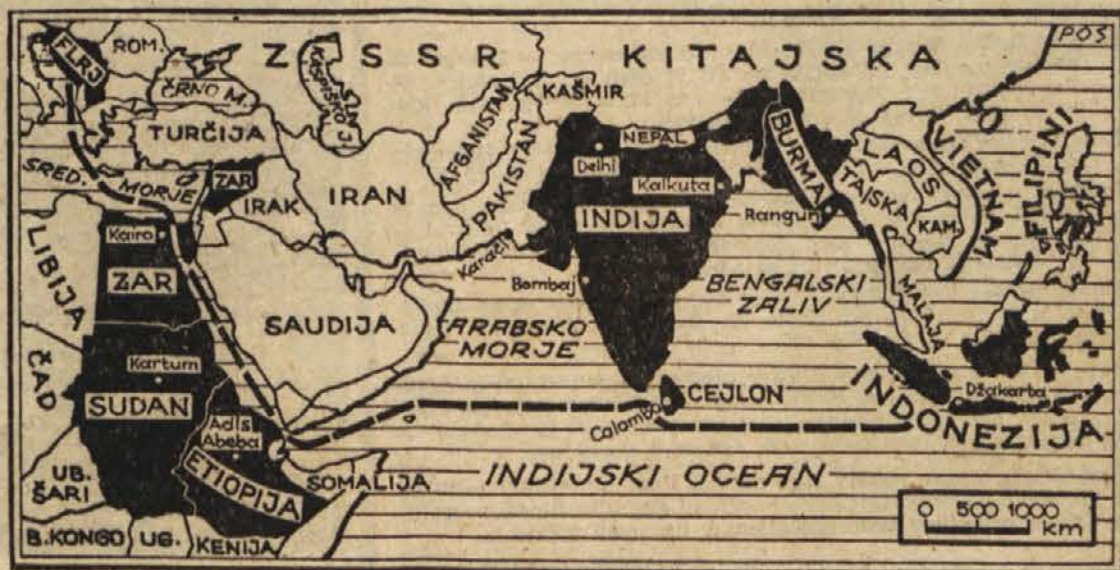 FLRJ
ROM.
ZSSR
KITAJSKA
POS
ČRNO M.
KASPIJSKO J.
KAŠMIR
TURČIJA
AFGANISTAN
PAKISTAN
NEPAL
BURMA
LAOS
VIETNAM
FILIPINI
SRED.
MORJE
ZAR
IRAK
IRAN
Delhi
Kalkuta
INDIJA
Rangun
TAJSKA
KAM.
LIBIJA
Kairo
ZAR
Karači
Bombaj
BENGALSKI
ZALIV
MALAJA
SAUDIJA
ARABSKO
MORJE
ČAD
Kartum
SUDAN
Adis
Abeba
ETIOPIJA
CEJLON
Colombo
Džakarta
INDONEZIJA
UB.
ŠARI
SOMALIJA
INDIJSKI OCEAN
0 500 1000
km
B.KONGO
UG.
KENIJA